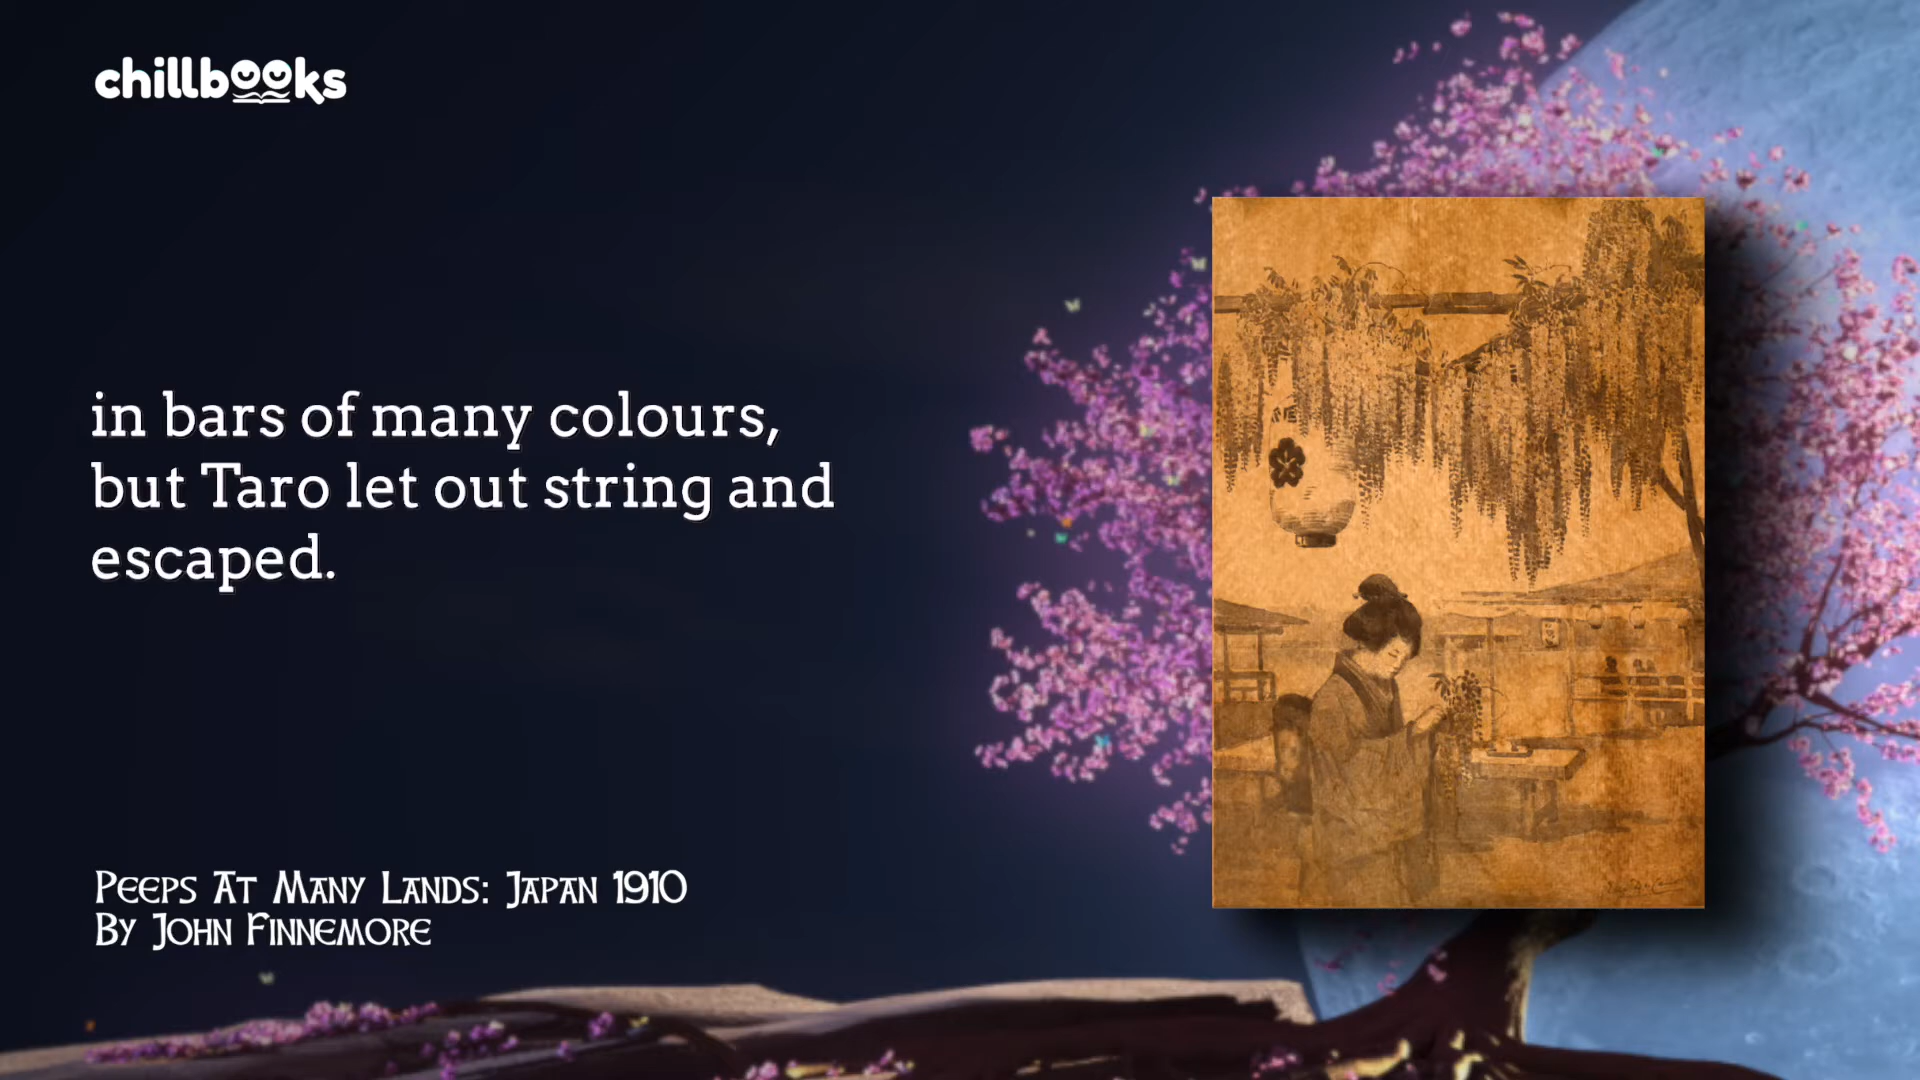 chillbooks
in bars of many colours,
but Taro let out string and
escaped.
Peeps At Many Lands: Japan 1910
By John Finnemore